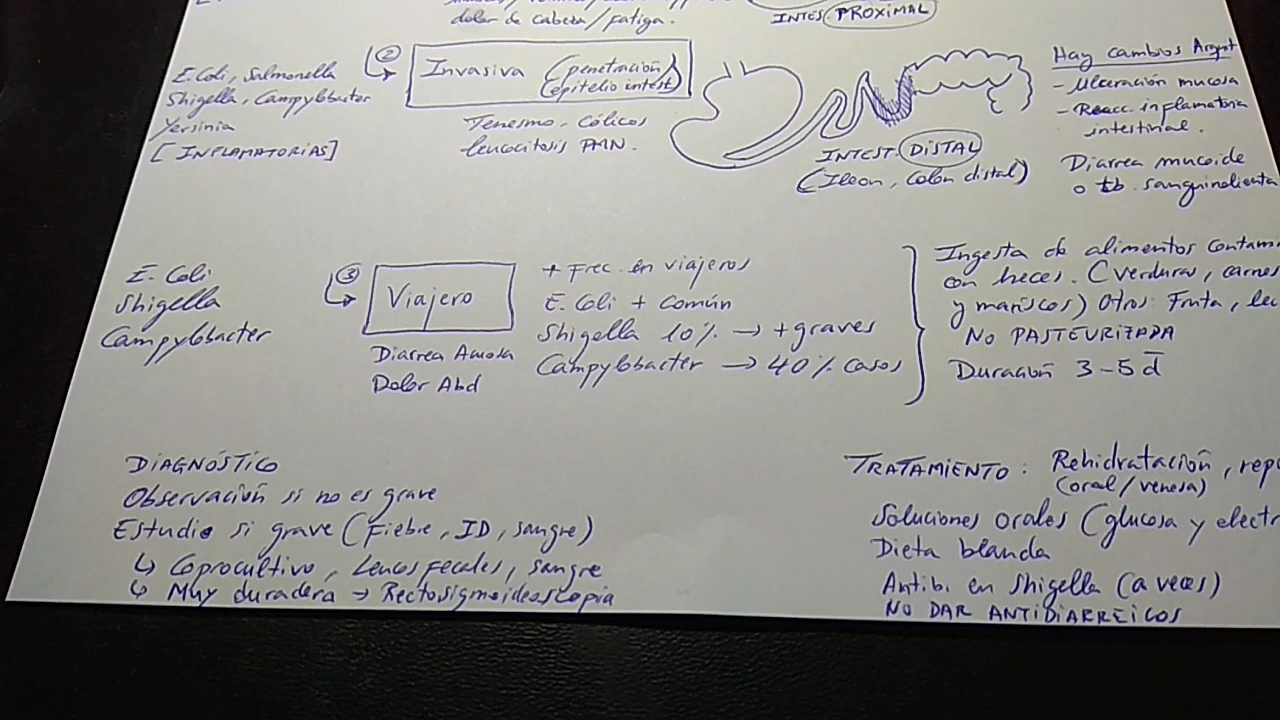 dolor de cabeza/fatiga.
INTES. PROXIMAL
E.Coli, Salmonella
Shigella, Campylobacter
Yersinia
[INFLAMATORIAS]
② Invasiva (penetración
epitelio intest)
Tenesmo, Cólicos
leucocitosis PMN.
INTEST. DISTAL
(Ileon, Colon distal)
Hay cambios Arqut
- Ulceración mucosa
- Reacc. inflamatoria
intestinal.
Diarrea mucoide
o tb. sanguinolienta
E. Coli
Shigella
Campylobacter
③ Viajero
Diarrea Acuosa
Dolor Abd
+ Frec. en viajeros
E. Coli + común
Shigella 10% → + graves
Campylobacter → 40% casos
Ingesta de alimentos contam
con heces. (verduras, carnes
y mariscos) Otros: Fruta, lec
NO PASTEURIZADA
Duración 3-5 d
DIAGNÓSTICO
Observación si no es grave
Estudio si grave (Fiebre, ID, sangre)
↳ Coprocultivo, Leucos fecales, sangre
↳ Muy duradera → Rectosigmoideoscopia
TRATAMIENTO: Rehidratación, rep
(oral/venosa)
Soluciones orales (glucosa y electr
Dieta blanda
Antib. en Shigella (a veces)
NO DAR ANTIDIARREICOS